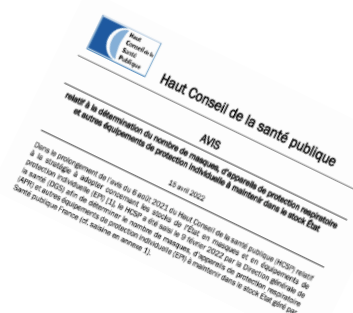 Haut
Conseil de la
Santé
Publique
Haut Conseil de la santé publique
AVIS
relatif à la détermination du nombre de masques, d'appareils de protection respiratoire
et autres équipements de protection individuelle à maintenir dans le stock État
15 avril 2022
Dans le prolongement de l'avis du 6 août 2021 du Haut Conseil de la santé publique (HCSP) relatif
à la stratégie à adopter concernant les stocks de l'État en masques et en équipements de
protection individuelle (EPI) [1], le HCSP a été saisi le 9 février 2022 par la Direction générale de
la santé (DGS) afin de déterminer le nombre de masques, d'appareils de protection respiratoire
(APR) et autres équipements de protection individuelle (EPI) à maintenir dans le stock État géré par
Santé publique France (cf. saisine en annexe 1).